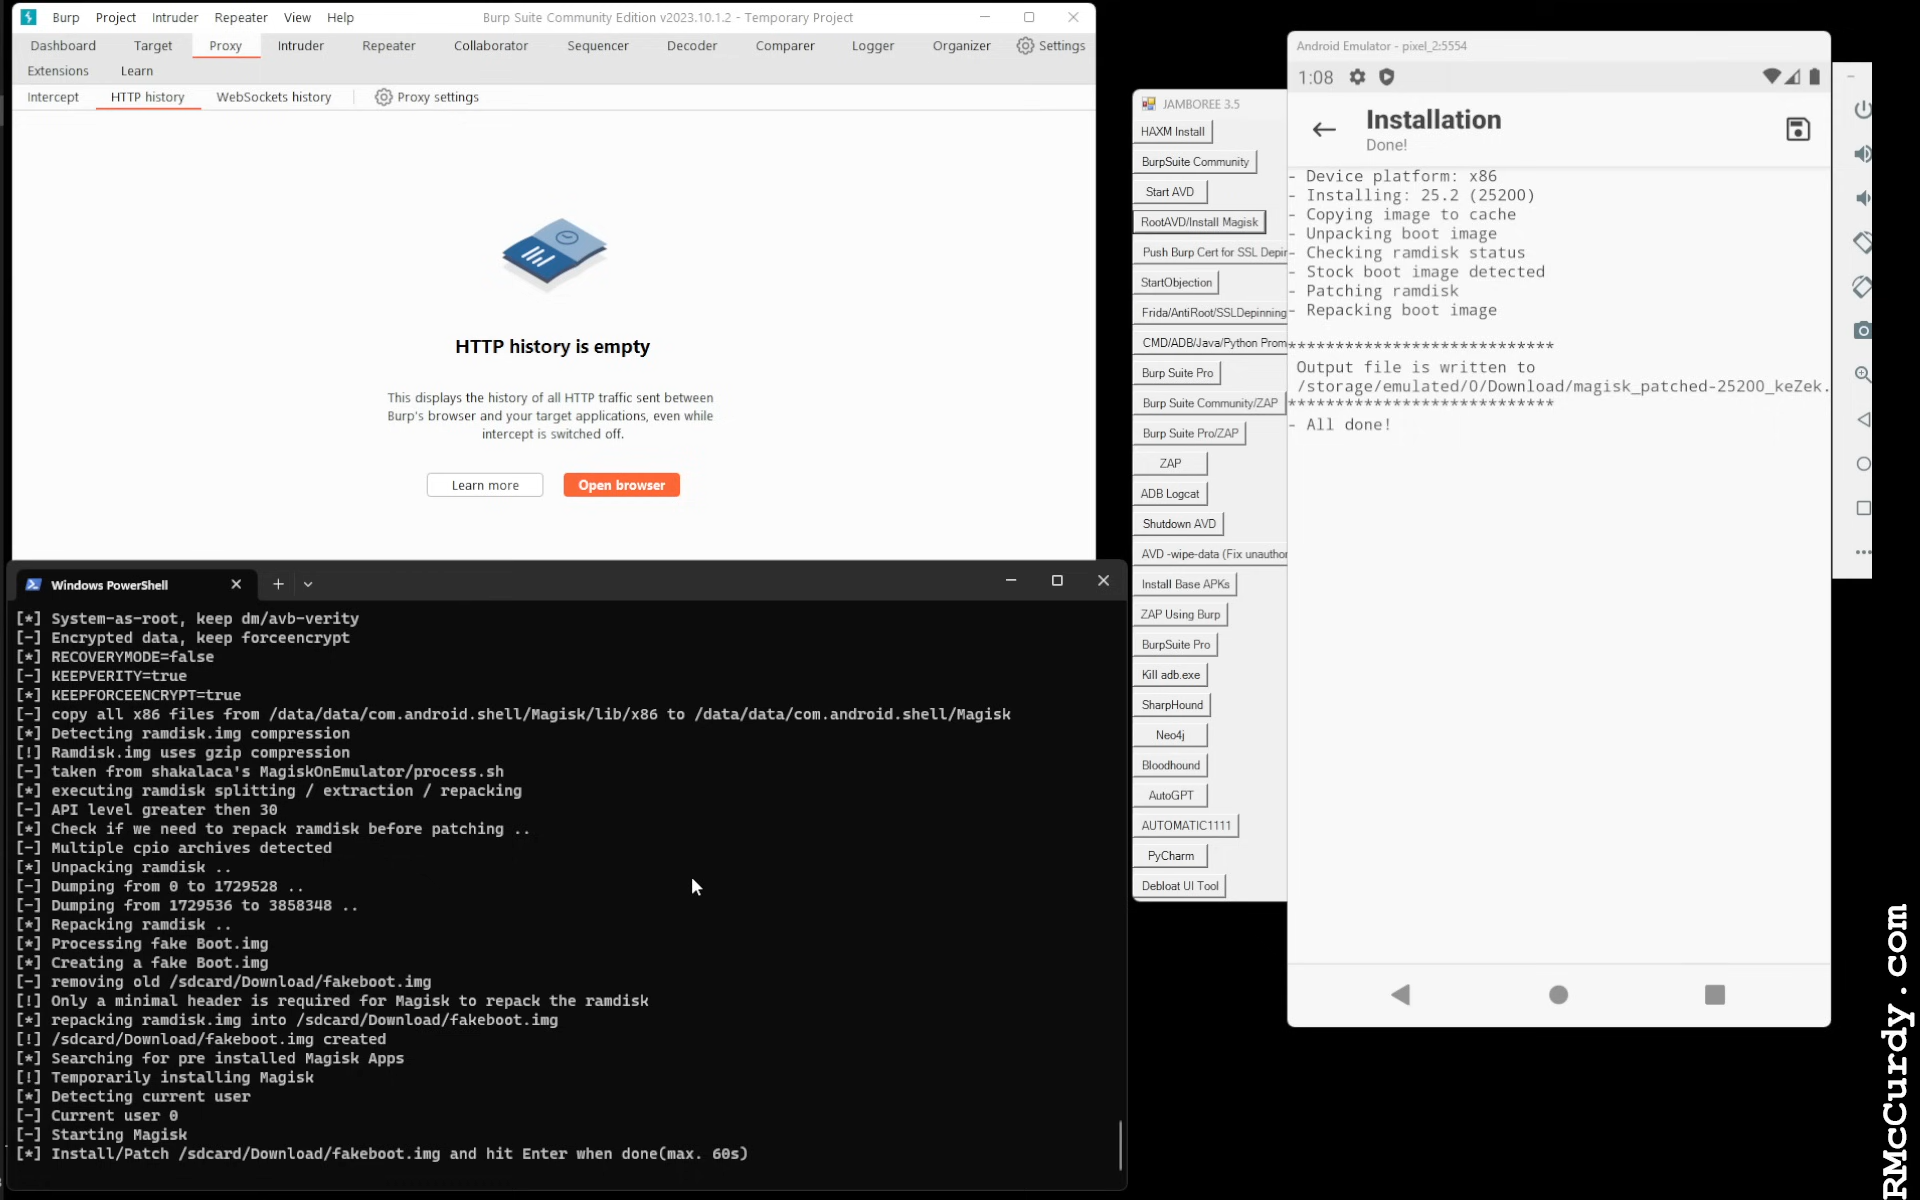 Burp Project Intruder Repeater View Help Burp Suite Community Edition v2023.10.1.2 - Temporary Project
Dashboard Target Proxy Intruder Repeater Collaborator Sequencer Decoder Comparer Logger Organizer Settings
Extensions Learn
Intercept HTTP history WebSockets history Proxy settings
HTTP history is empty
This displays the history of all HTTP traffic sent between
Burp's browser and your target applications, even while
intercept is switched off.
Learn more Open browser
Windows PowerShell
[*] System-as-root, keep dm/avb-verity
[-] Encrypted data, keep forceencrypt
[*] RECOVERYMODE=false
[-] KEEPVERITY=true
[*] KEEPFORCEENCRYPT=true
[-] copy all x86 files from /data/data/com.android.shell/Magisk/lib/x86 to /data/data/com.android.shell/Magisk
[*] Detecting ramdisk.img compression
[!] Ramdisk.img uses gzip compression
[-] taken from shakalaca's MagiskOnEmulator/process.sh
[*] executing ramdisk splitting / extraction / repacking
[-] API level greater then 30
[*] Check if we need to repack ramdisk before patching ..
[-] Multiple cpio archives detected
[*] Unpacking ramdisk ..
[-] Dumping from 0 to 1729528 ..
[-] Dumping from 1729536 to 3858348 ..
[*] Repacking ramdisk ..
[*] Processing fake Boot.img
[*] Creating a fake Boot.img
[-] removing old /sdcard/Download/fakeboot.img
[!] Only a minimal header is required for Magisk to repack the ramdisk
[*] repacking ramdisk.img into /sdcard/Download/fakeboot.img
[!] /sdcard/Download/fakeboot.img created
[*] Searching for pre installed Magisk Apps
[!] Temporarily installing Magisk
[*] Detecting current user
[-] Current user 0
[-] Starting Magisk
[*] Install/Patch /sdcard/Download/fakeboot.img and hit Enter when done(max. 60s)
JAMBOREE 3.5
HAXM Install
BurpSuite Community
Start AVD
RootAVD/Install Magisk
Push Burp Cert for SSL Depin
StartObjection
Frida/AntiRoot/SSLDepinning
CMD/ADB/Java/Python Prom
Burp Suite Pro
Burp Suite Community/ZAP
Burp Suite Pro/ZAP
ZAP
ADB Logcat
Shutdown AVD
AVD -wipe-data (Fix unauthor
Install Base APKs
ZAP Using Burp
BurpSuite Pro
Kill adb.exe
SharpHound
Neo4j
Bloodhound
AutoGPT
AUTOMATIC1111
PyCharm
Debloat UI Tool
Android Emulator - pixel_2:5554
1:08
Installation
Done!
- Device platform: x86
- Installing: 25.2 (25200)
- Copying image to cache
- Unpacking boot image
- Checking ramdisk status
- Stock boot image detected
- Patching ramdisk
- Repacking boot image
****************************
Output file is written to
/storage/emulated/0/Download/magisk_patched-25200_keZek.
****************************
- All done!
RMcCurdy.com